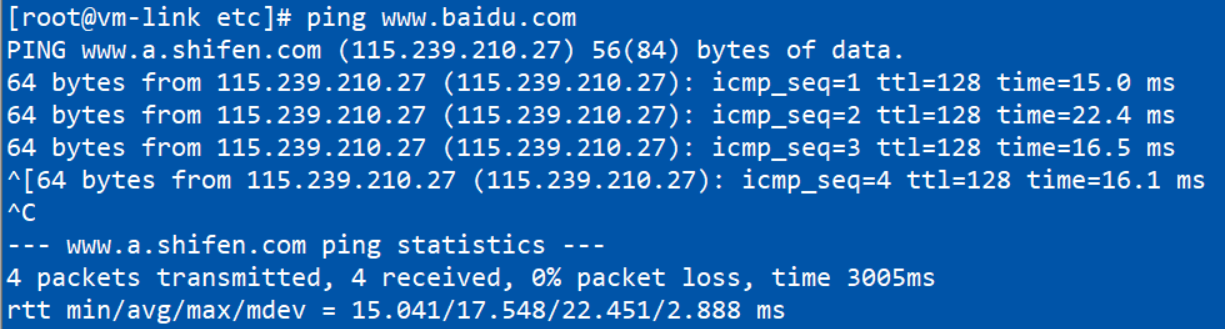 [root@vm-link etc]# ping www.baidu.com
PING www.a.shifen.com (115.239.210.27) 56(84) bytes of data.
64 bytes from 115.239.210.27 (115.239.210.27): icmp_seq=1 ttl=128 time=15.0 ms
64 bytes from 115.239.210.27 (115.239.210.27): icmp_seq=2 ttl=128 time=22.4 ms
64 bytes from 115.239.210.27 (115.239.210.27): icmp_seq=3 ttl=128 time=16.5 ms
^[64 bytes from 115.239.210.27 (115.239.210.27): icmp_seq=4 ttl=128 time=16.1 ms
^C
--- www.a.shifen.com ping statistics ---
4 packets transmitted, 4 received, 0% packet loss, time 3005ms
rtt min/avg/max/mdev = 15.041/17.548/22.451/2.888 ms